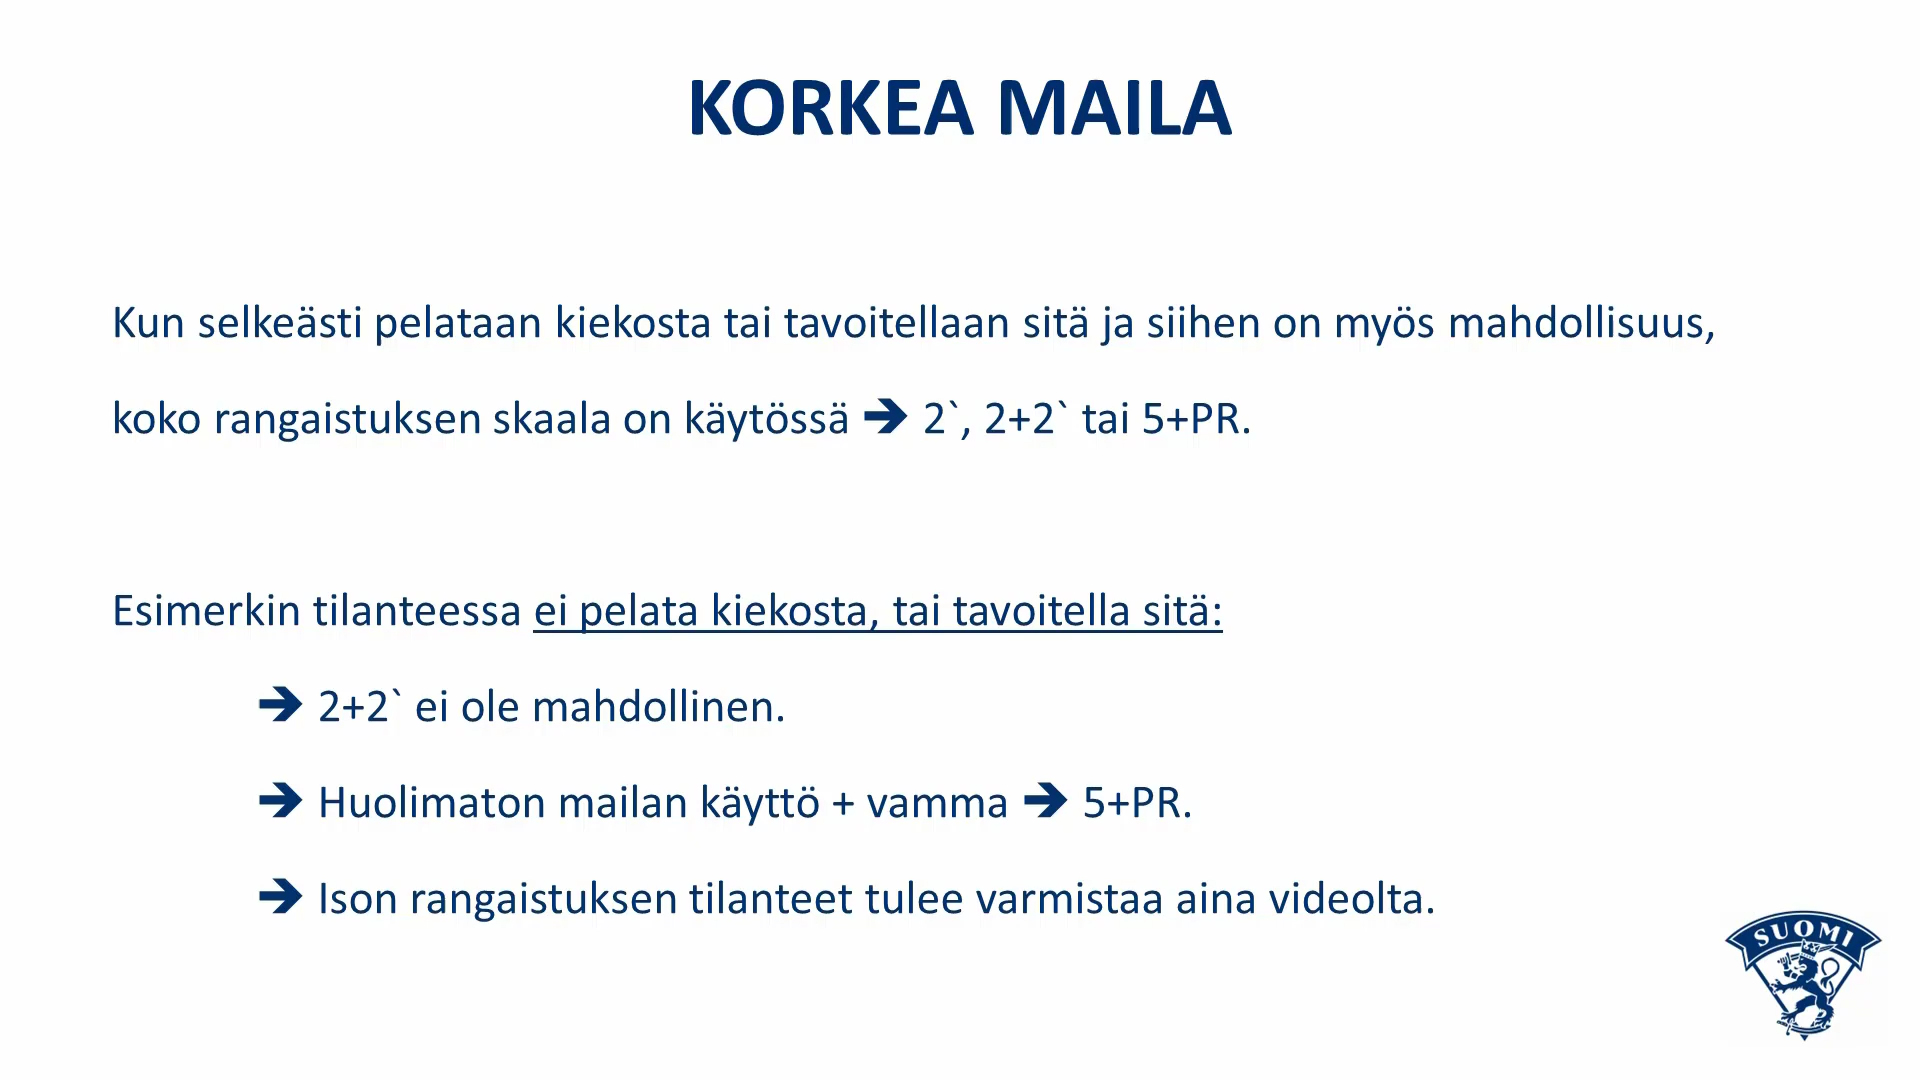 KORKEA MAILA
Kun selkeästi pelataan kiekosta tai tavoitellaan sitä ja siihen on myös mahdollisuus,
koko rangaistuksen skaala on käytössä ➔ 2`, 2+2` tai 5+PR.
Esimerkin tilanteessa ei pelata kiekosta, tai tavoitella sitä:
➔ 2+2` ei ole mahdollinen.
➔ Huolimaton mailan käyttö + vamma ➔ 5+PR.
➔ Ison rangaistuksen tilanteet tulee varmistaa aina videolta.
SUOMI